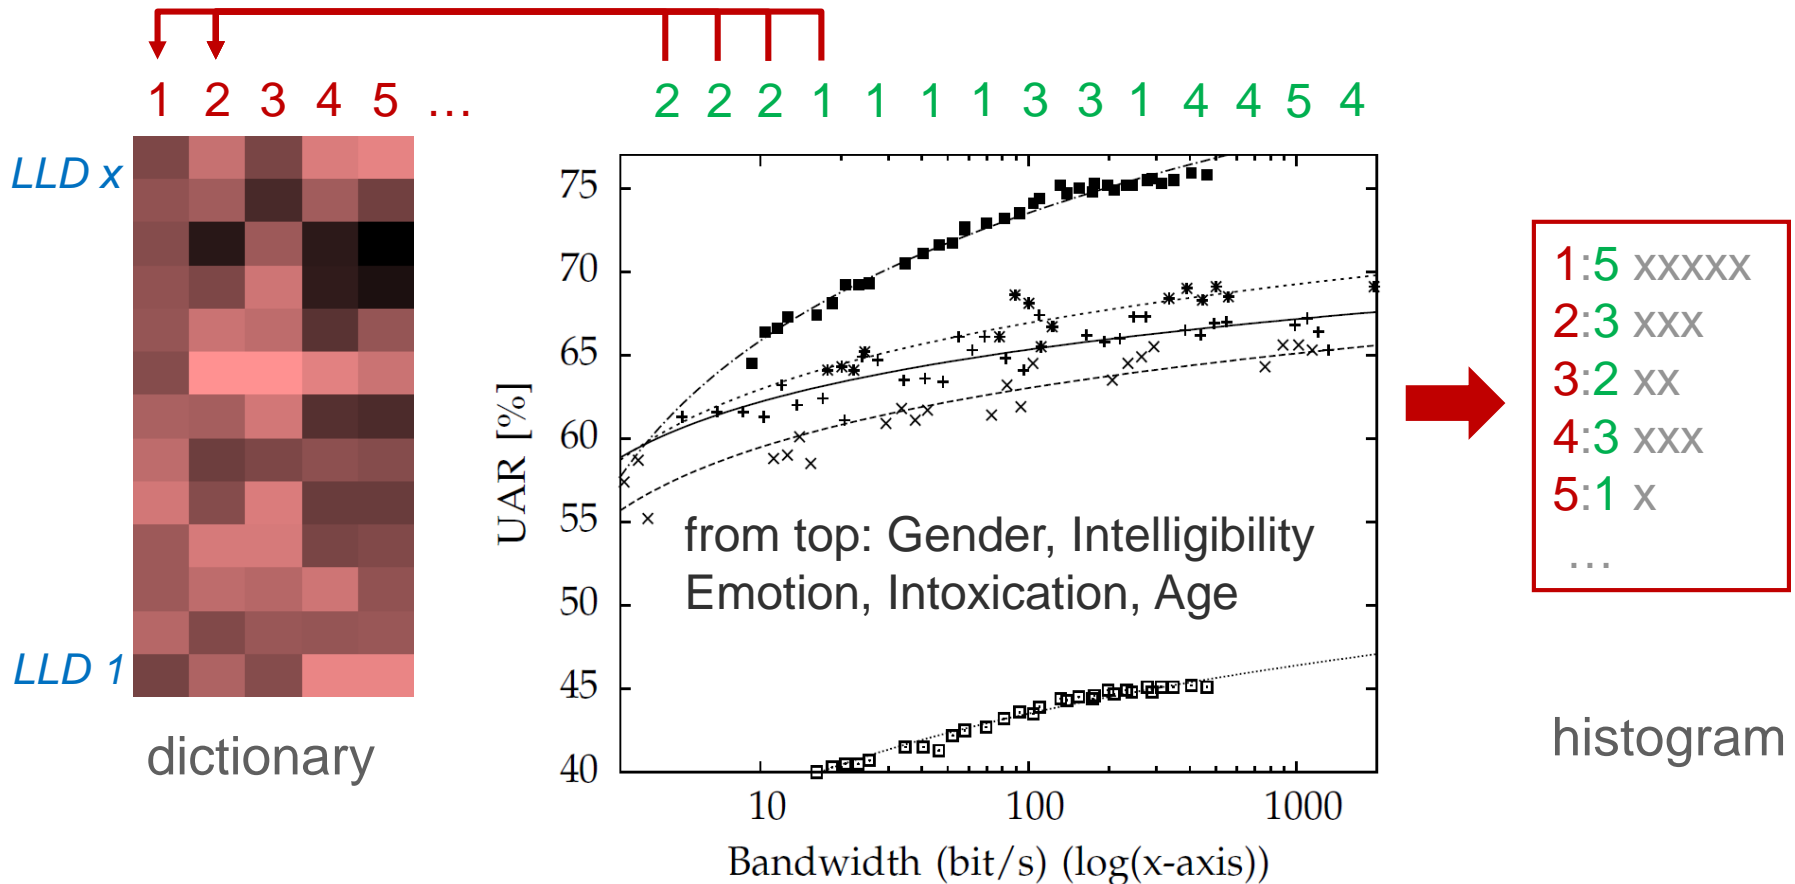 1 2 3 4 5 ...
2 2 2 1 1 1 1 3 3 1 4 4 5 4
LLD x
LLD 1
dictionary
UAR [%]
75
70
65
60
55
50
45
40
from top: Gender, Intelligibility
Emotion, Intoxication, Age
10 100 1000
Bandwidth (bit/s) (log(x-axis))
1:5 xxxxx
2:3 xxx
3:2 xx
4:3 xxx
5:1 x
...
histogram